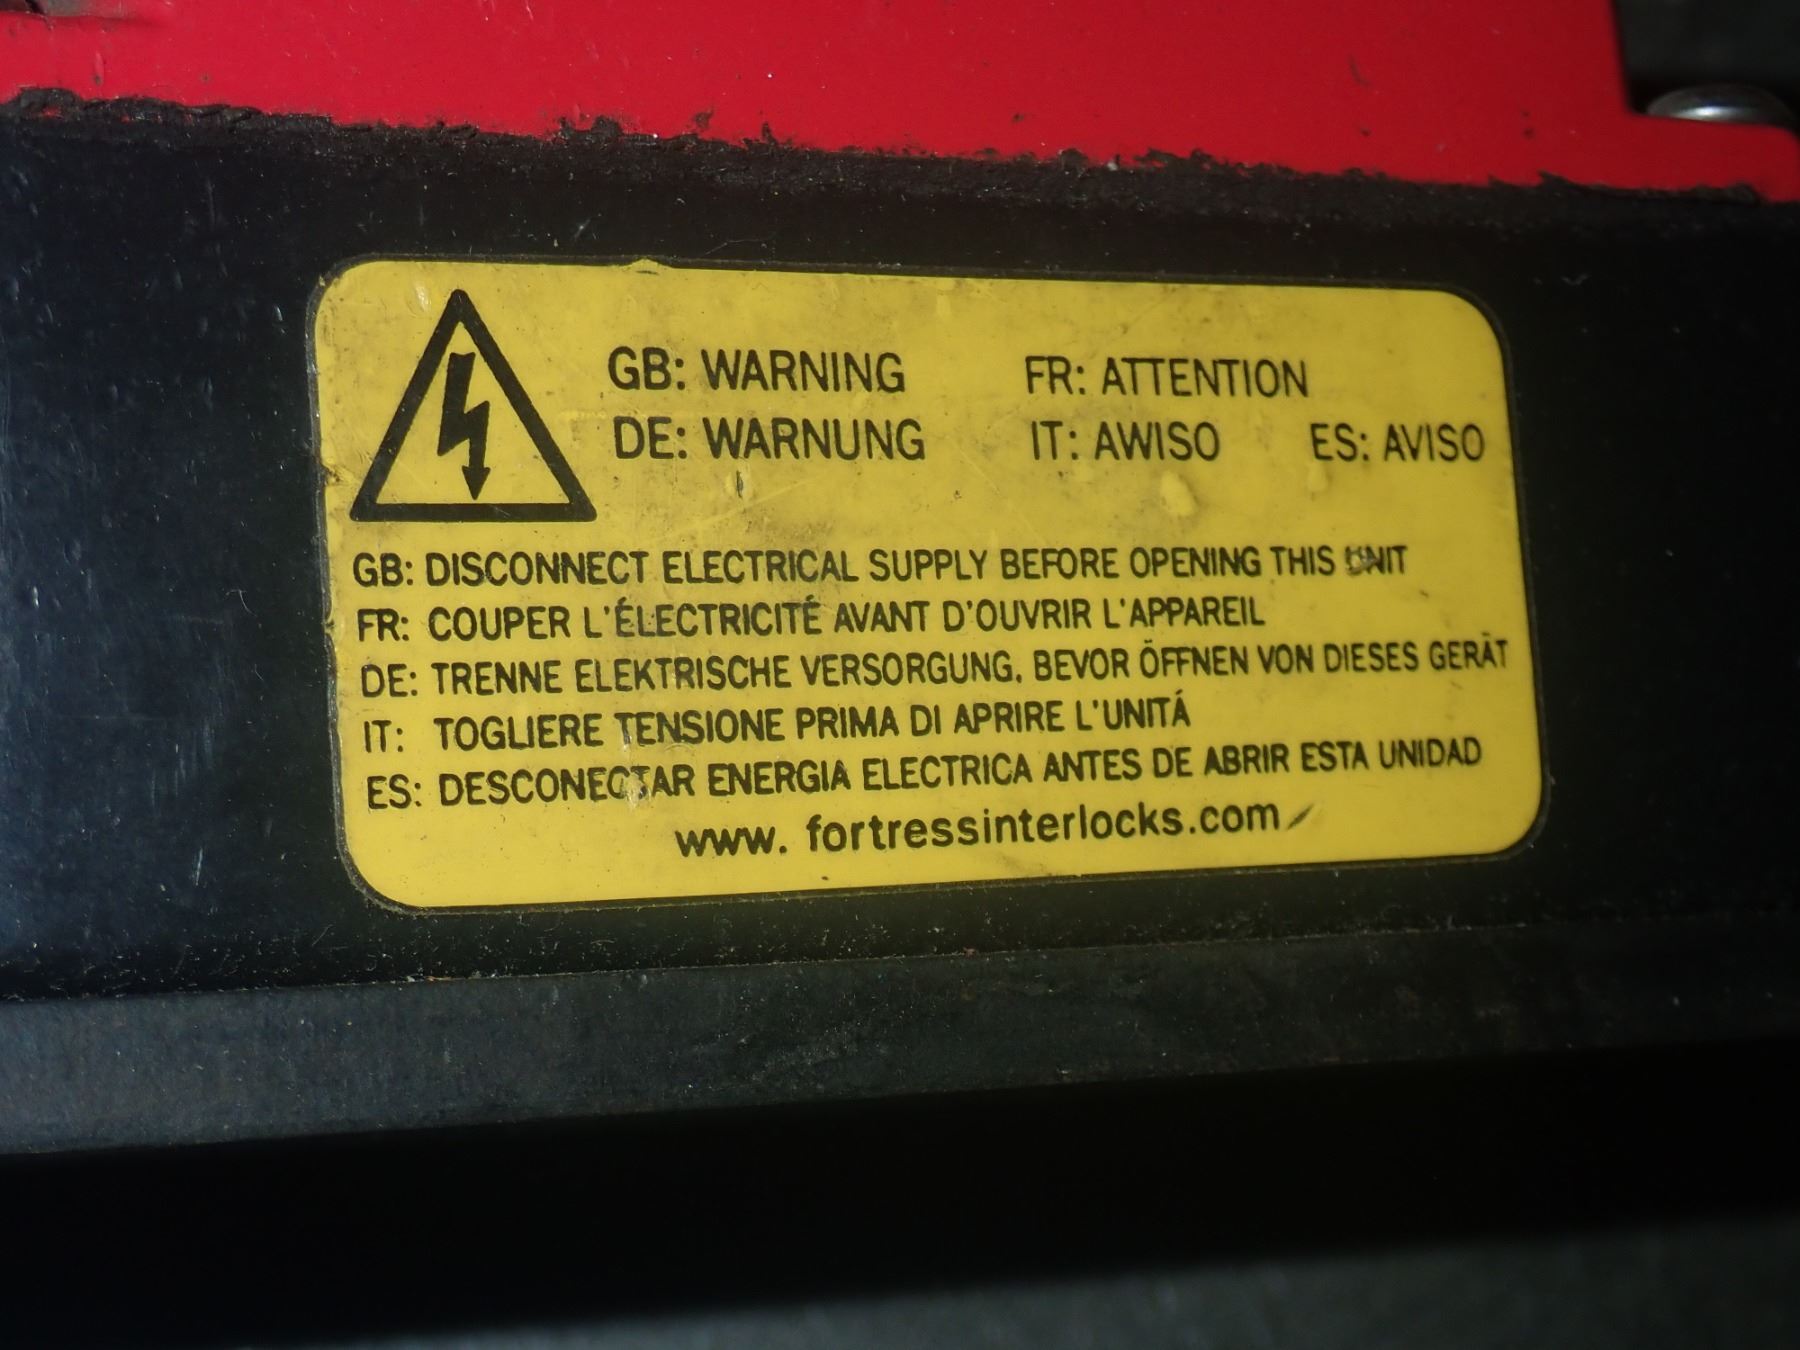 GB: WARNING FR: ATTENTION
DE: WARNUNG IT: AWISO ES: AVISO
GB: DISCONNECT ELECTRICAL SUPPLY BEFORE OPENING THIS UNIT
FR: COUPER L'ÉLECTRICITÉ AVANT D'OUVRIR L'APPAREIL
DE: TRENNE ELEKTRISCHE VERSORGUNG, BEVOR ÖFFNEN VON DIESES GERÄT
IT: TOGLIERE TENSIONE PRIMA DI APRIRE L'UNITÁ
ES: DESCONECTAR ENERGIA ELECTRICA ANTES DE ABRIR ESTA UNIDAD
www. fortressinterlocks.com